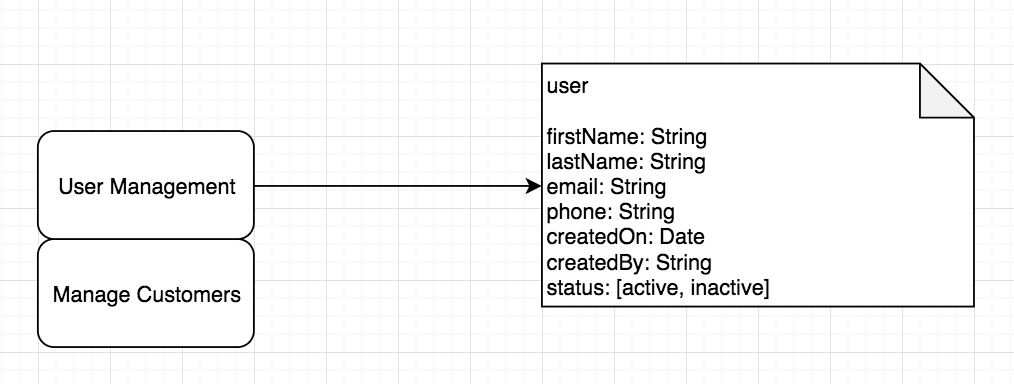 User Management
Manage Customers
user
firstName: String
lastName: String
email: String
phone: String
createdOn: Date
createdBy: String
status: [active, inactive]